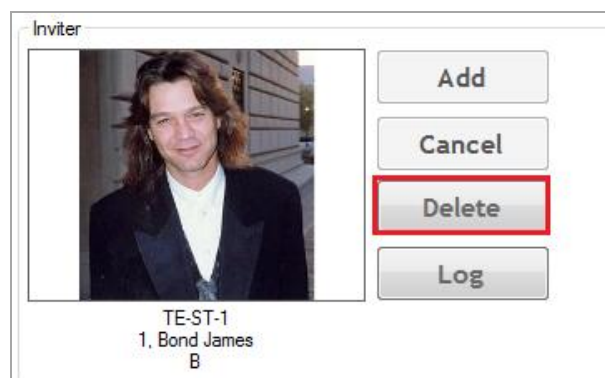 Inviter
Add
Cancel
Delete
Log
TE-ST-1
1, Bond James
B